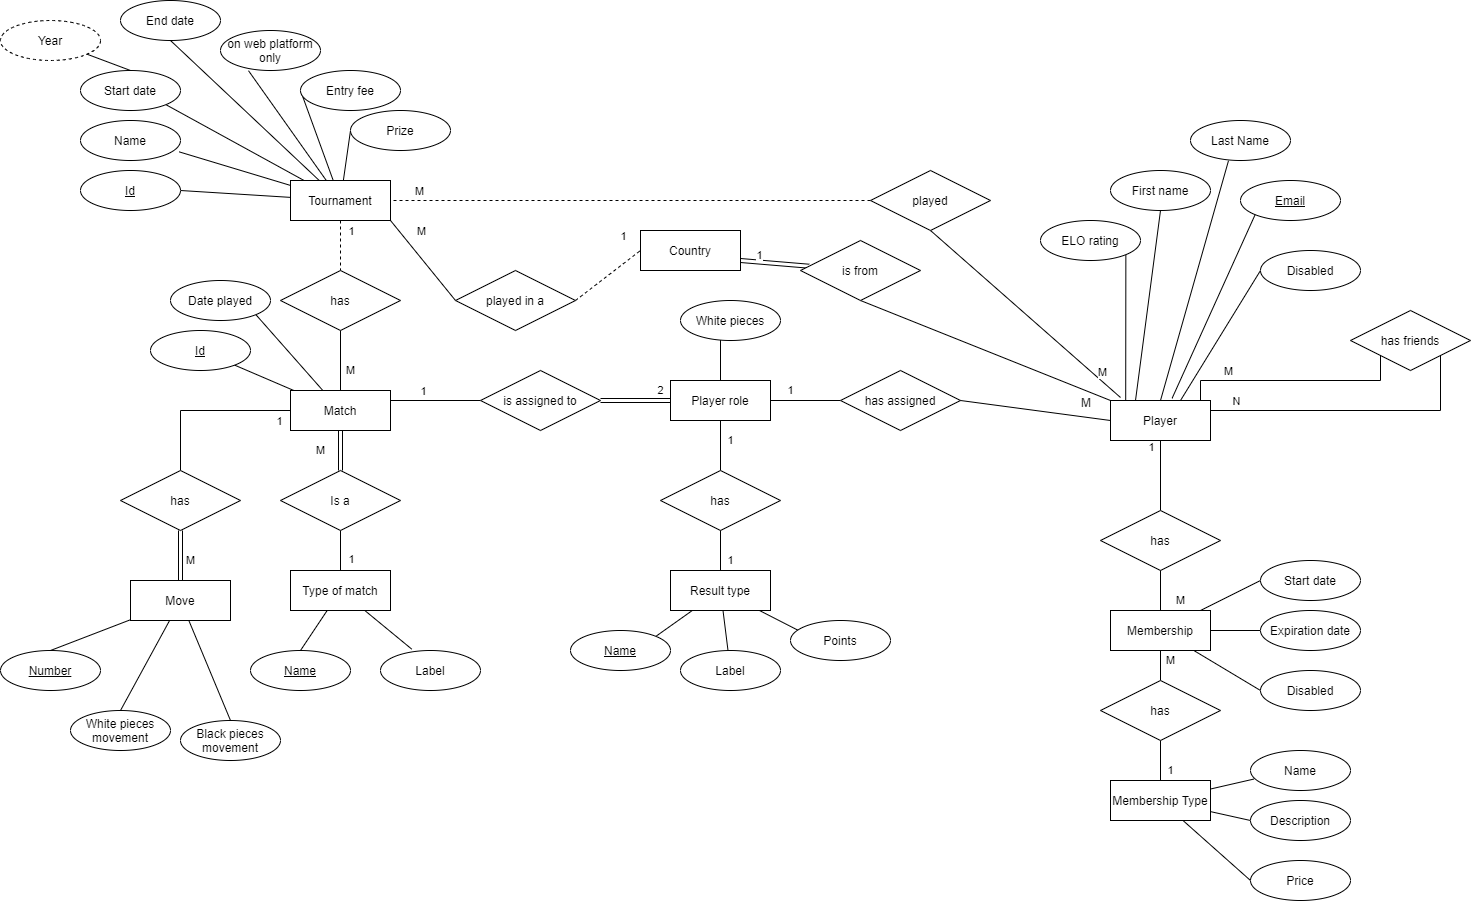 End date
Year
on web platform
only
Start date
Entry fee
Prize
Name
Id
Tournament
M
played
Last Name
First name
Email
ELO rating
Disabled
1
M
1
Country
1
is from
has
played in a
Date played
White pieces
has friends
Id
M
M
M
N
Match
1
is assigned to
2
Player role
1
has assigned
M
Player
1
M
1
1
has
Is a
has
has
M
1
1
Move
Type of match
Result type
M
Membership
Start date
Expiration date
Disabled
Number
Name
Label
Name
Label
Points
M
has
White pieces
movement
Black pieces
movement
1
Membership Type
Name
Description
Price